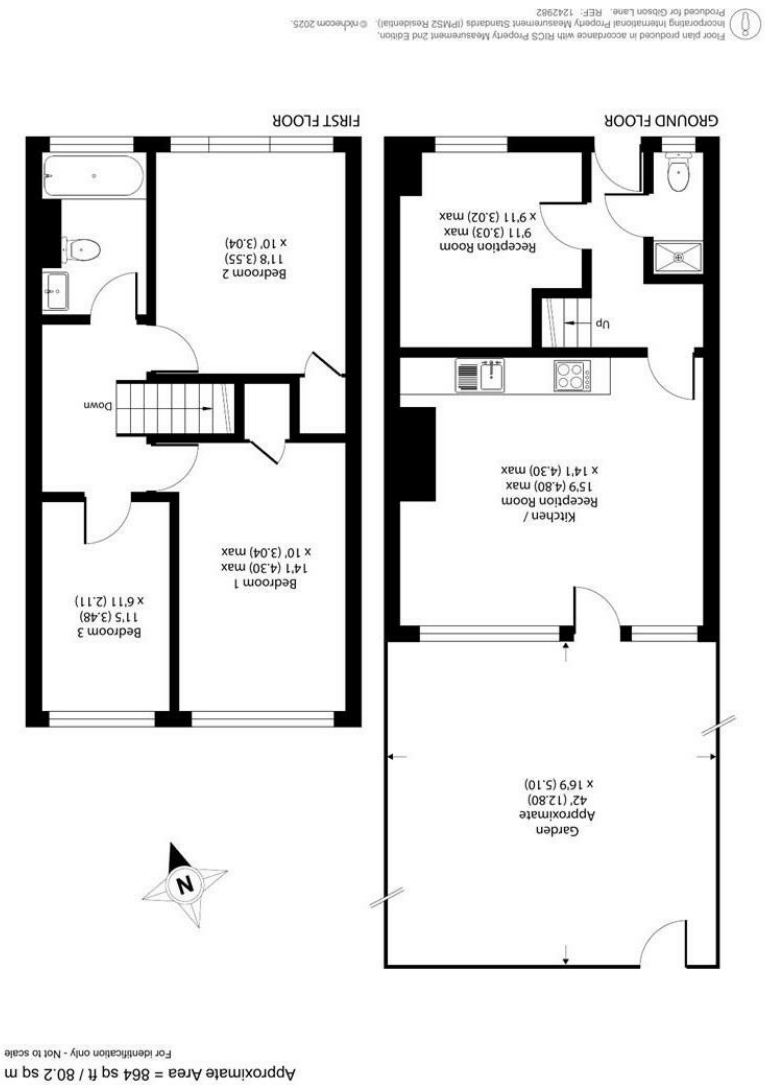 Approximate Area = 864 sq ft / 80.2 sq m
For identification only - Not to scale
N
Garden
Approximate
42' (12.80)
x 16'9 (5.10)
Kitchen /
Reception Room
15'9 (4.80) max
x 14'1 (4.30) max
Up
Reception Room
9'11 (3.03) max
x 9'11 (3.02) max
GROUND FLOOR
Bedroom 3
11'5 (3.48)
x 6'11 (2.11)
Bedroom 1
14'1 (4.30) max
x 10' (3.04) max
Down
Bedroom 2
11'8 (3.55)
x 10' (3.04)
FIRST FLOOR
Floor plan produced in accordance with RICS Property Measurement 2nd Edition,
Incorporating International Property Measurement Standards (IPMS2 Residential). © nichecom 2025.
Produced for Gibson Lane. REF: 1242982